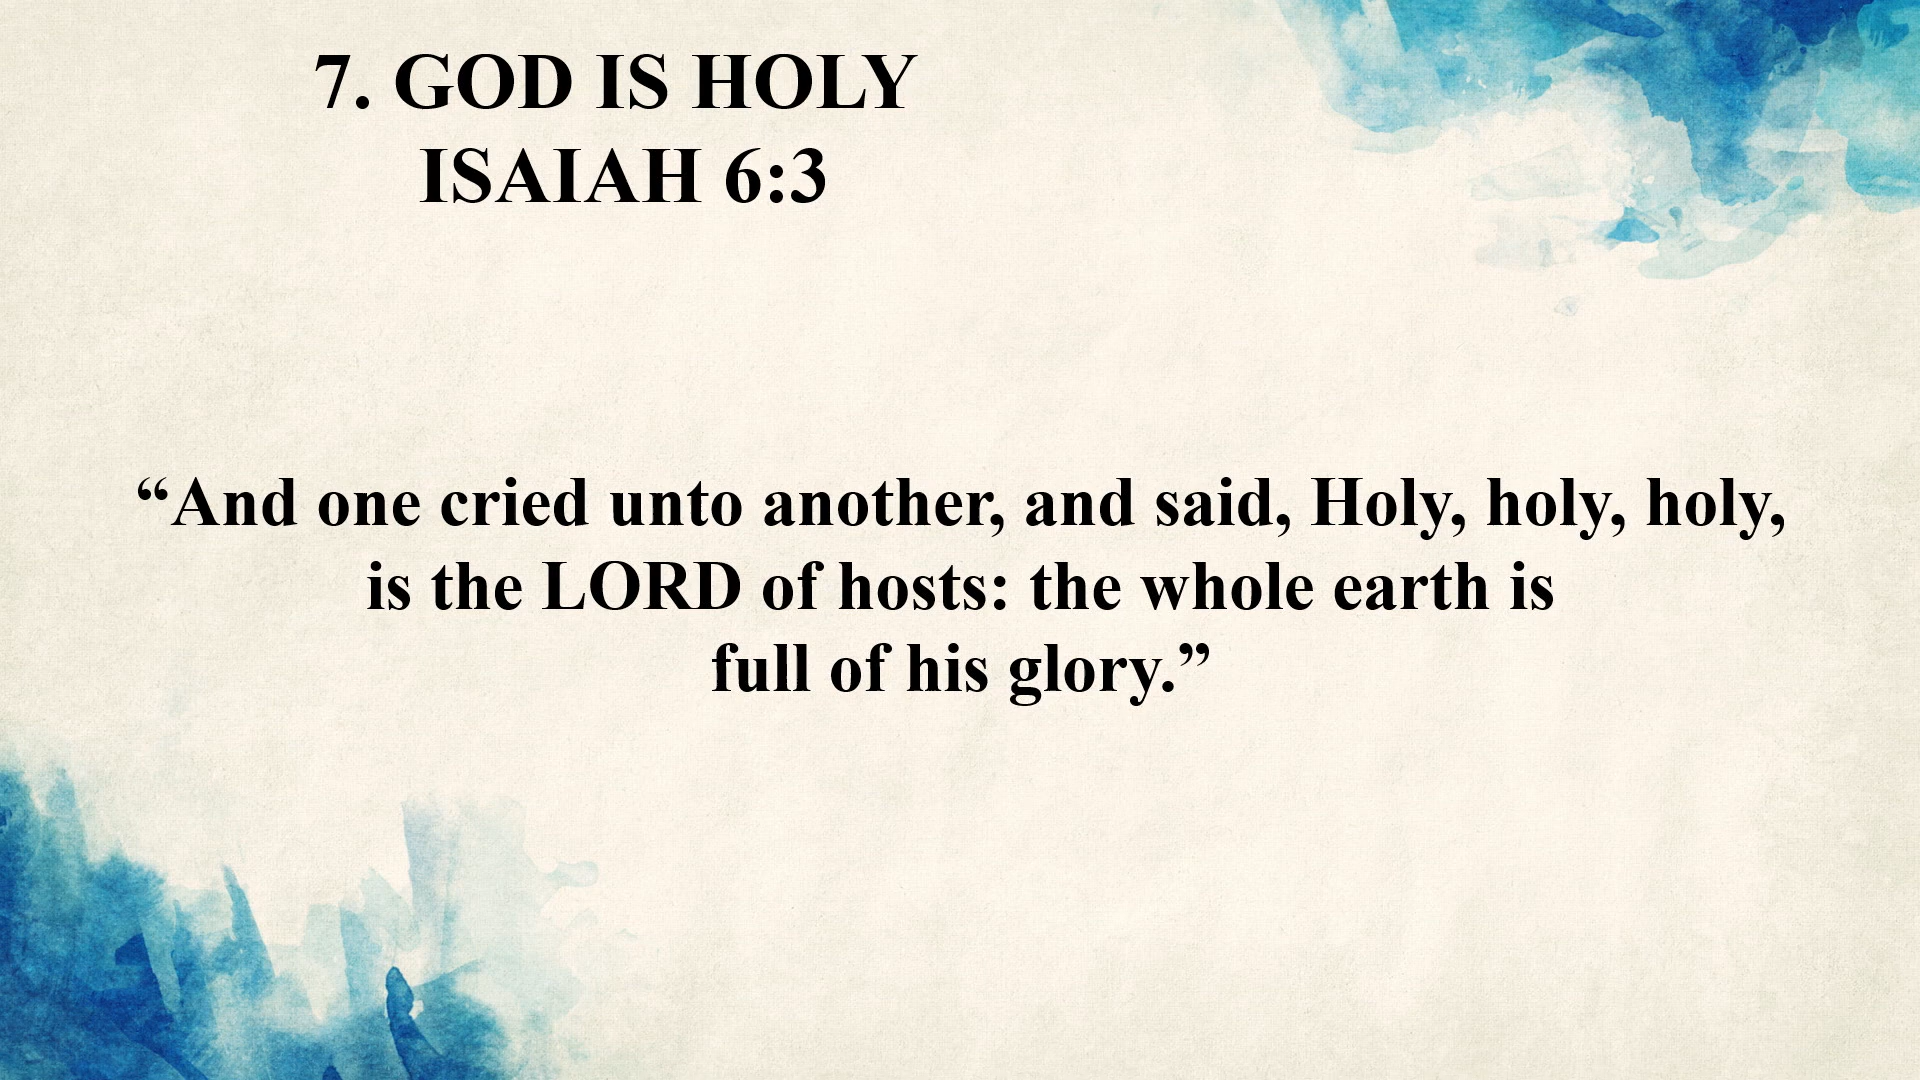 7. GOD IS HOLY
ISAIAH 6:3
“And one cried unto another, and said, Holy, holy, holy,
is the LORD of hosts: the whole earth is
full of his glory.”